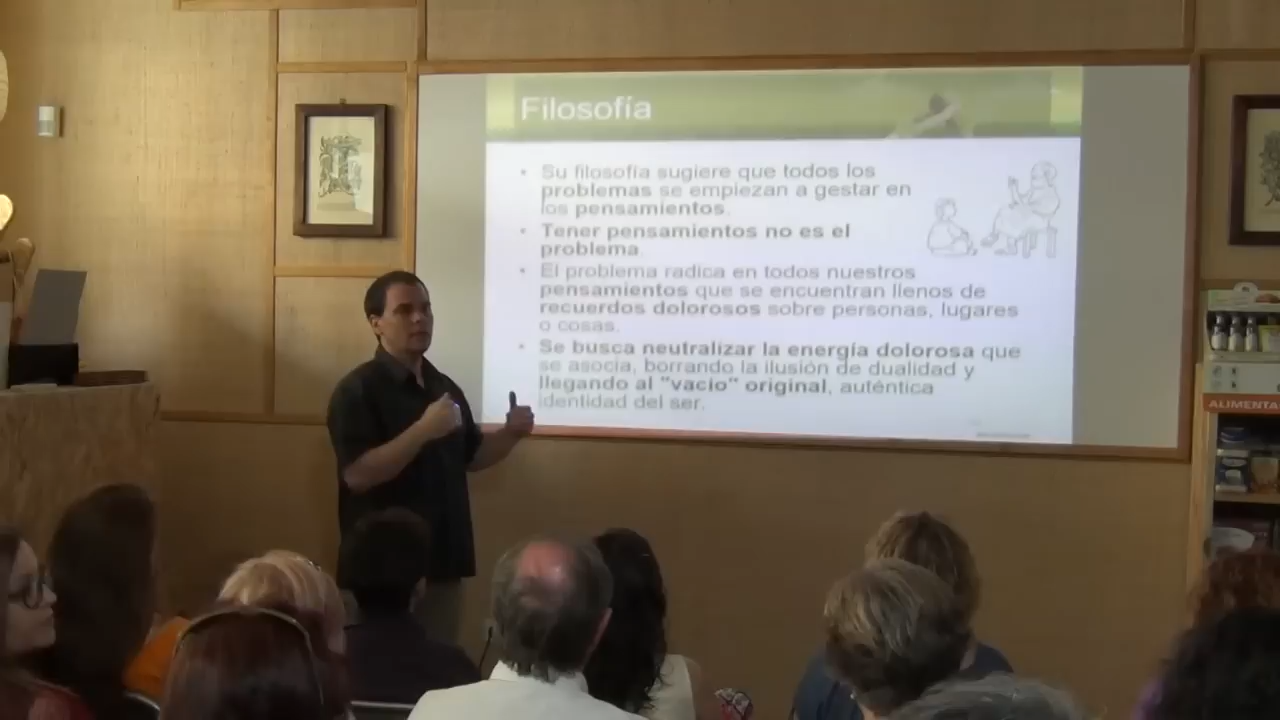 Filosofía
• Su filosofía sugiere que todos los
problemas se empiezan a gestar en
los pensamientos.
• Tener pensamientos no es el
problema.
• El problema radica en todos nuestros
pensamientos que se encuentran llenos de
recuerdos dolorosos sobre personas, lugares
o cosas.
• Se busca neutralizar la energía dolorosa que
se asocia, borrando la ilusión de dualidad y
llegando al "vacio" original, auténtica
identidad del ser.
ALIMENTA